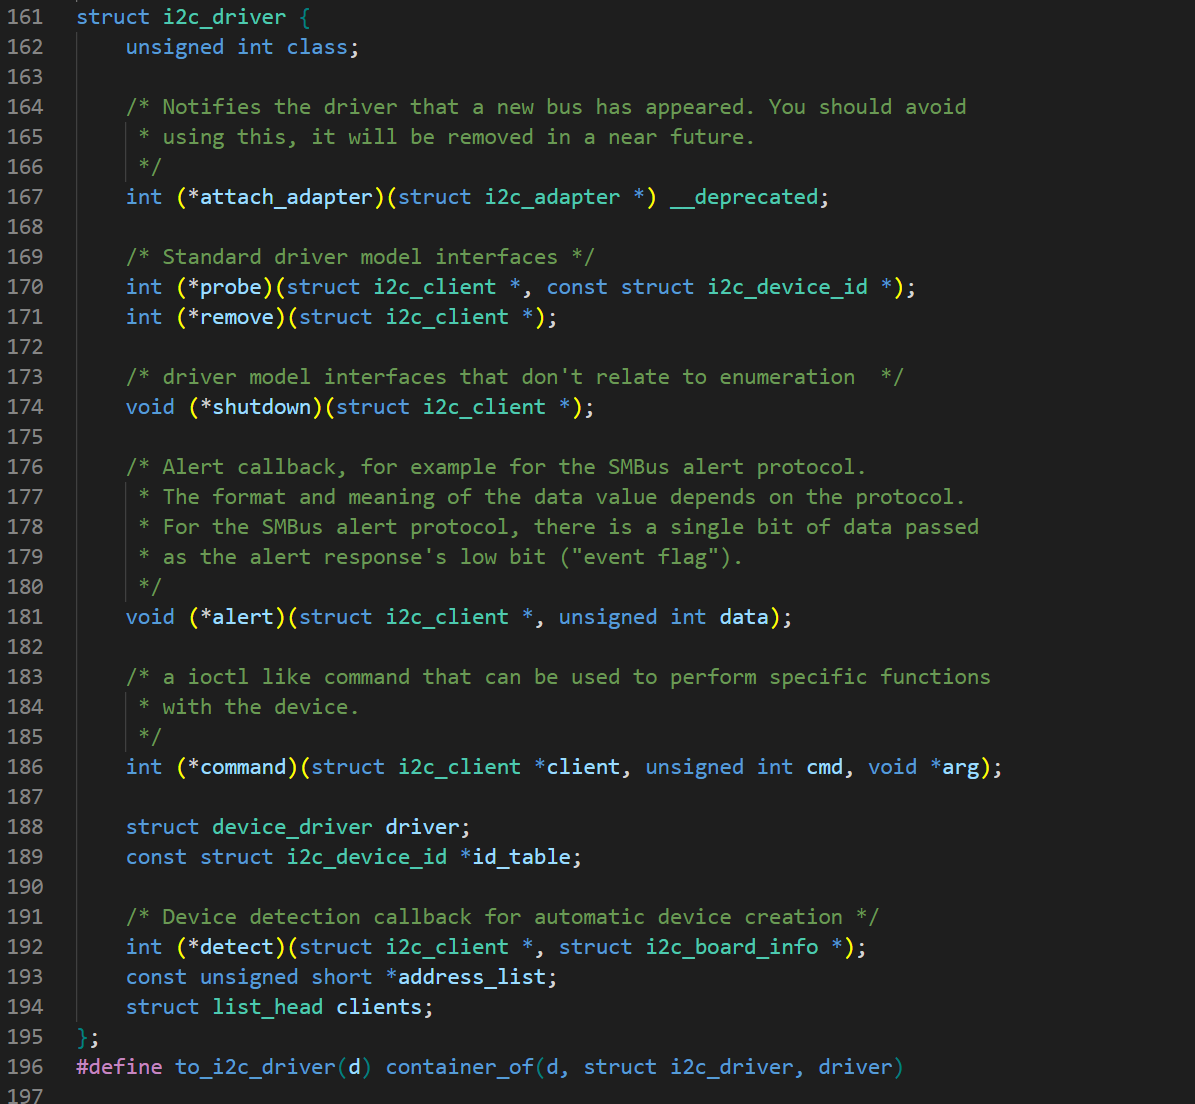 161 struct i2c_driver {
162     unsigned int class;
163
164     /* Notifies the driver that a new bus has appeared. You should avoid
165      * using this, it will be removed in a near future.
166      */
167     int (*attach_adapter)(struct i2c_adapter *) __deprecated;
168
169     /* Standard driver model interfaces */
170     int (*probe)(struct i2c_client *, const struct i2c_device_id *);
171     int (*remove)(struct i2c_client *);
172
173     /* driver model interfaces that don't relate to enumeration  */
174     void (*shutdown)(struct i2c_client *);
175
176     /* Alert callback, for example for the SMBus alert protocol.
177      * The format and meaning of the data value depends on the protocol.
178      * For the SMBus alert protocol, there is a single bit of data passed
179      * as the alert response's low bit ("event flag").
180      */
181     void (*alert)(struct i2c_client *, unsigned int data);
182
183     /* a ioctl like command that can be used to perform specific functions
184      * with the device.
185      */
186     int (*command)(struct i2c_client *client, unsigned int cmd, void *arg);
187
188     struct device_driver driver;
189     const struct i2c_device_id *id_table;
190
191     /* Device detection callback for automatic device creation */
192     int (*detect)(struct i2c_client *, struct i2c_board_info *);
193     const unsigned short *address_list;
194     struct list_head clients;
195 };
196 #define to_i2c_driver(d) container_of(d, struct i2c_driver, driver)
197